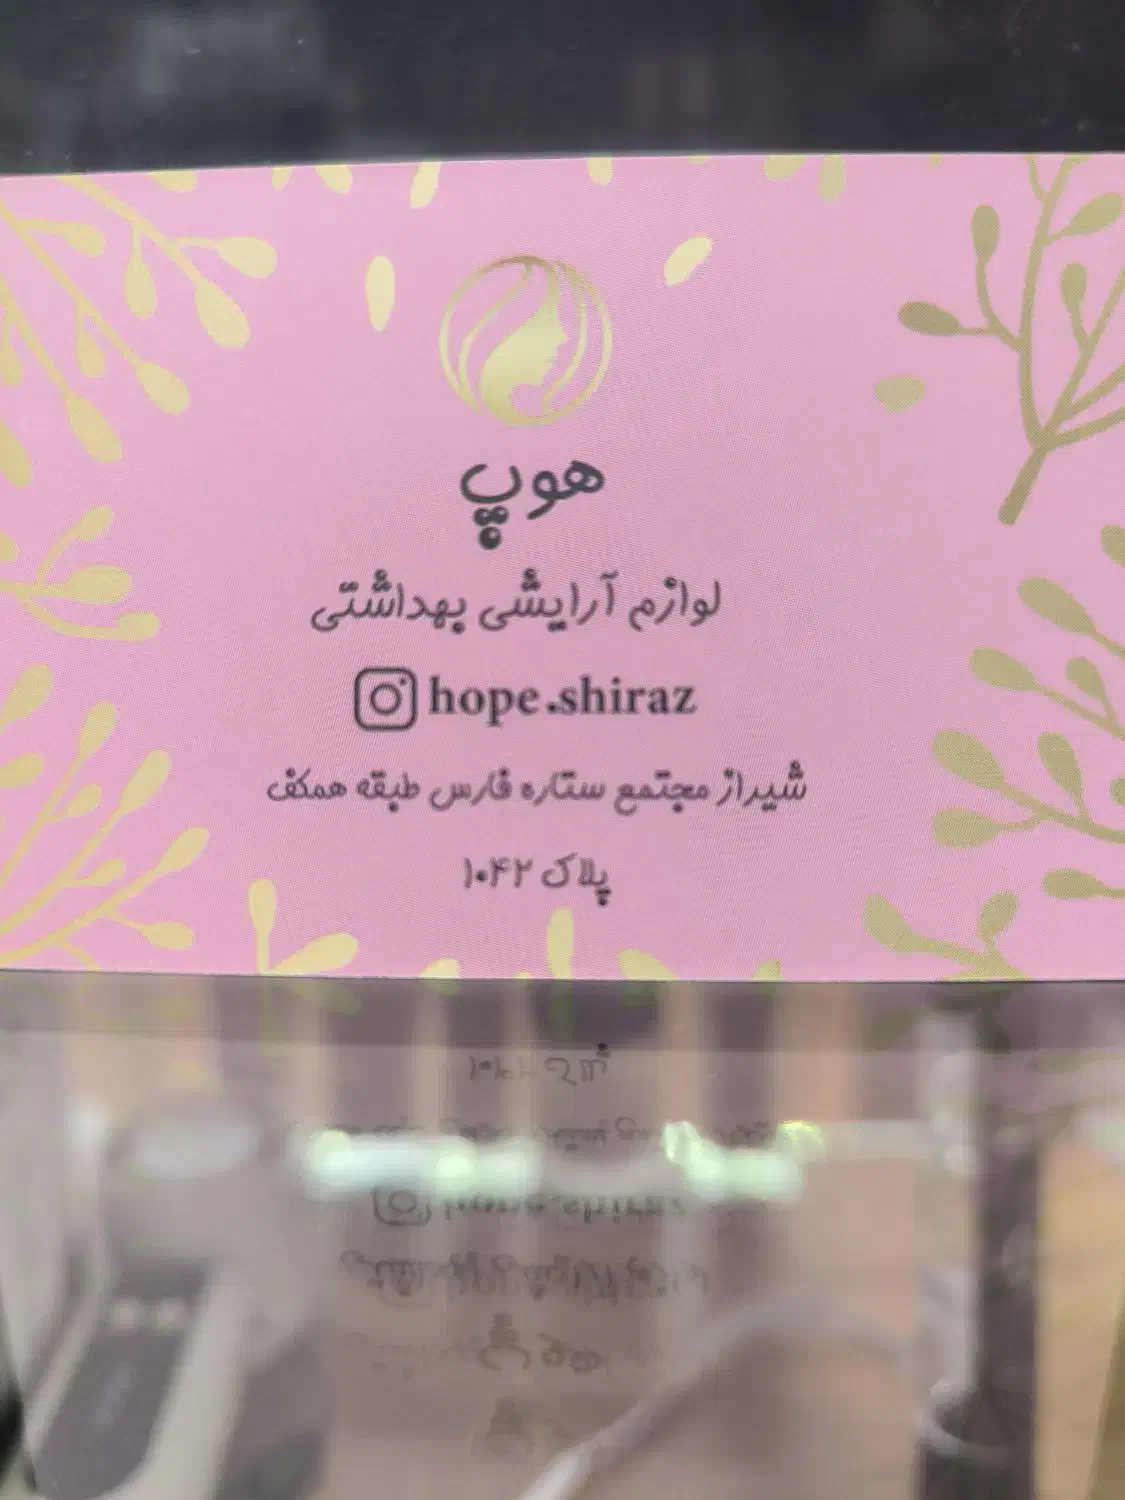 هوپ
لوازم آرایشی بهداشتی
hope.shiraz
شیراز مجتمع ستاره فارس طبقه همکف
پلاک ۱۰۴۲